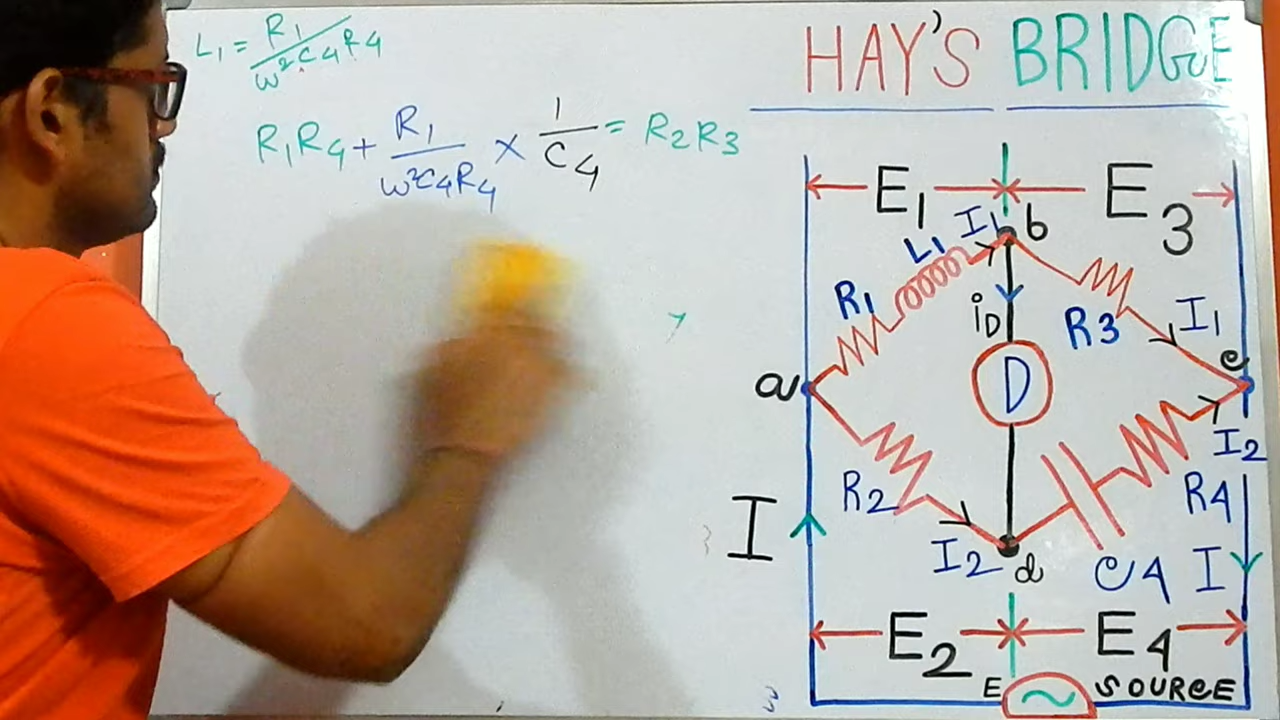 L1 = R1 / ω²C4R4
R1R4 + R1 / ω²C4R4 × 1 / C4 = R2R3
HAY'S BRIDGE
E1 E3
I1 b
L1
R1
iD
R3 I1
a D c
R2 I2
R4
I
I2 d C4 I
E2 E4
E ~ SOURCE